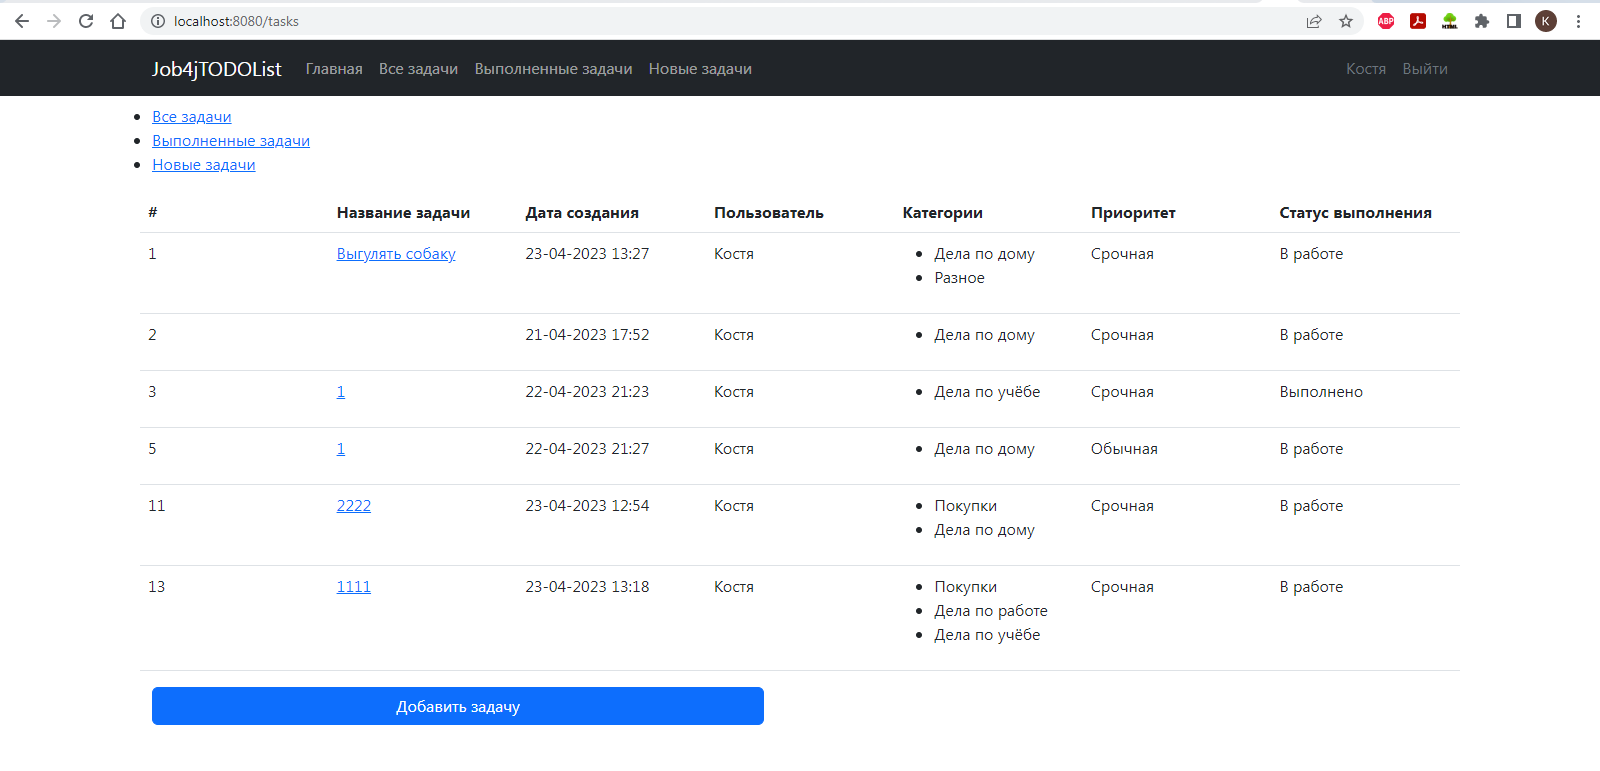 localhost:8080/tasks
ABP
HTML
K
Job4jTODOList Главная Все задачи Выполненные задачи Новые задачи Костя Выйти
Все задачи
Выполненные задачи
Новые задачи
# Название задачи Дата создания Пользователь Категории Приоритет Статус выполнения
1 Выгулять собаку 23-04-2023 13:27 Костя Дела по дому Срочная В работе
Разное
2 21-04-2023 17:52 Костя Дела по дому Срочная В работе
3 1 22-04-2023 21:23 Костя Дела по учёбе Срочная Выполнено
5 1 22-04-2023 21:27 Костя Дела по дому Обычная В работе
11 2222 23-04-2023 12:54 Костя Покупки Срочная В работе
Дела по дому
13 1111 23-04-2023 13:18 Костя Покупки Срочная В работе
Дела по работе
Дела по учёбе
Добавить задачу